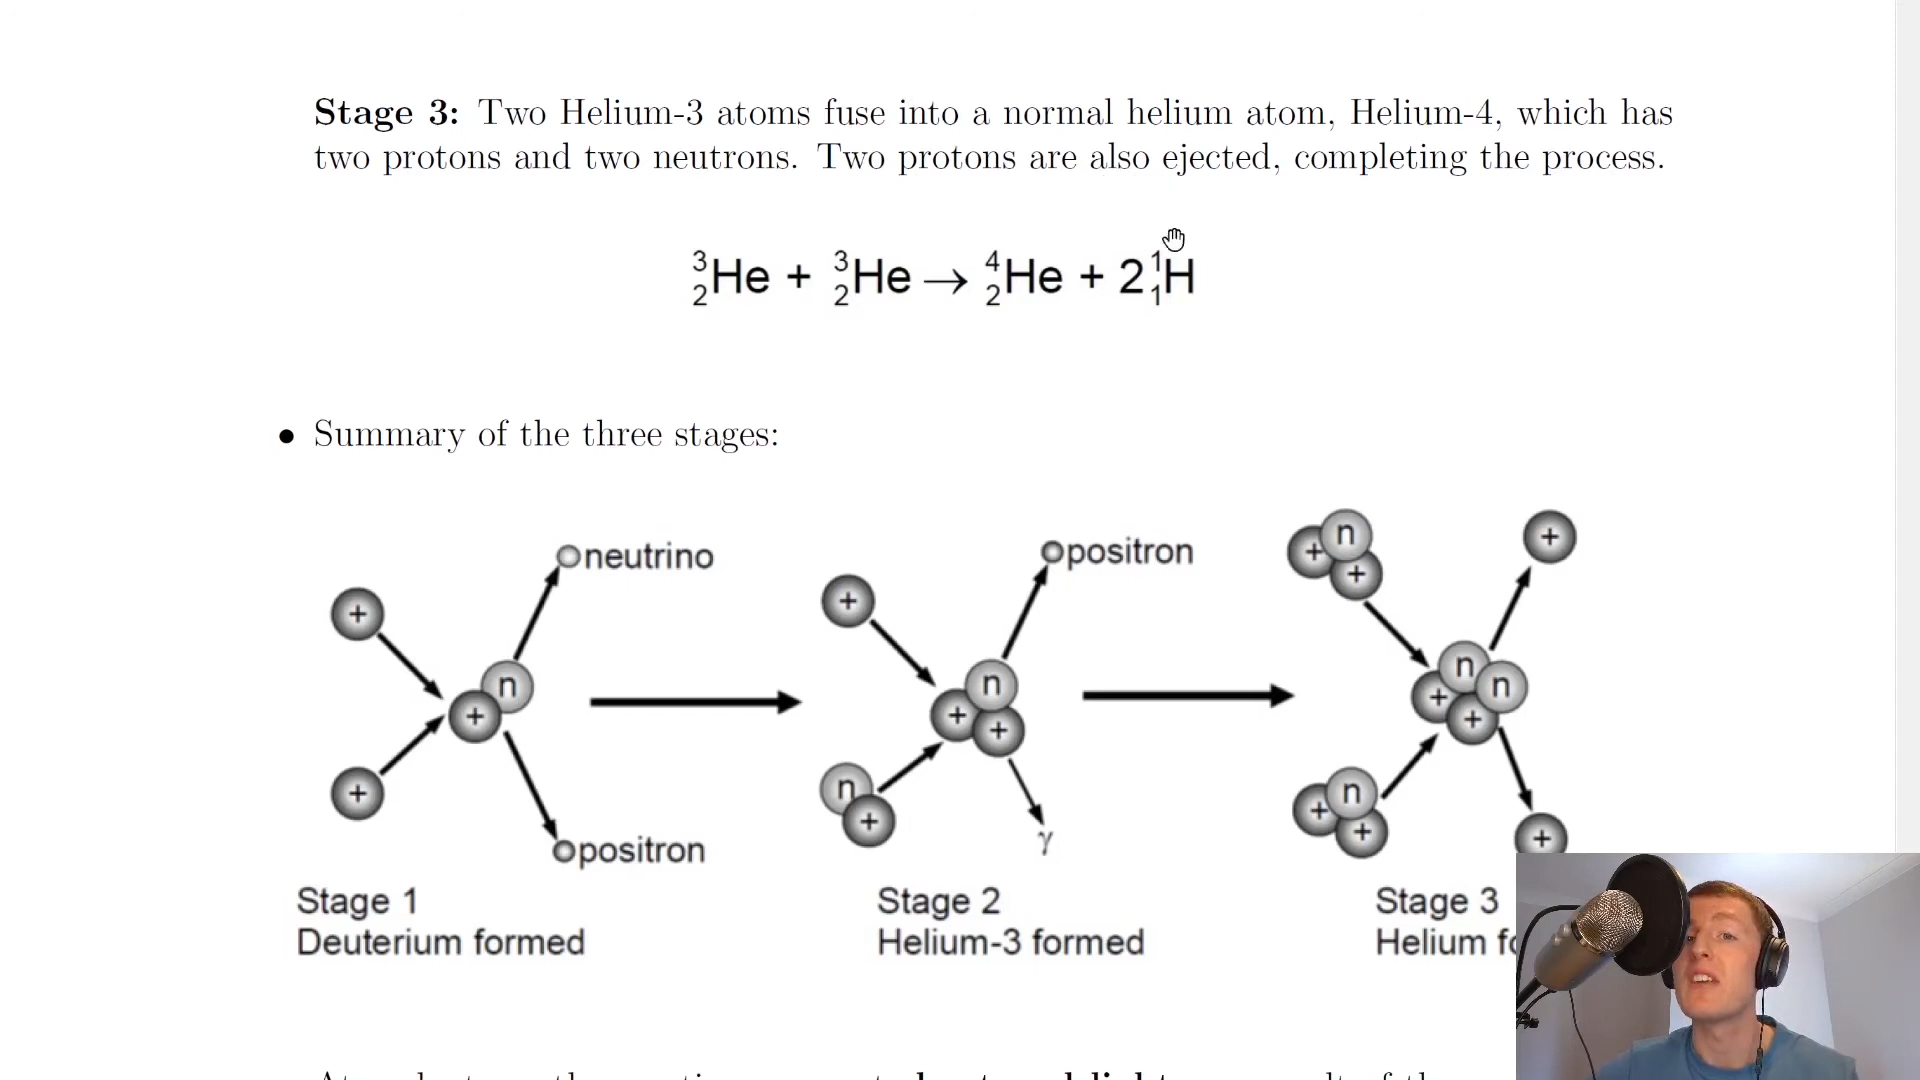 Stage 3: Two Helium-3 atoms fuse into a normal helium atom, Helium-4, which has
two protons and two neutrons. Two protons are also ejected, completing the process.
³₂He + ³₂He → ⁴₂He + 2¹₁H
• Summary of the three stages:
neutrino
positron
+
n
+
+
positron
+
n
+
+
n
+
γ
positron
n
+
+
+
n
n
+
+
n
+
+
+
Stage 1
Deuterium formed
Stage 2
Helium-3 formed
Stage 3
Helium